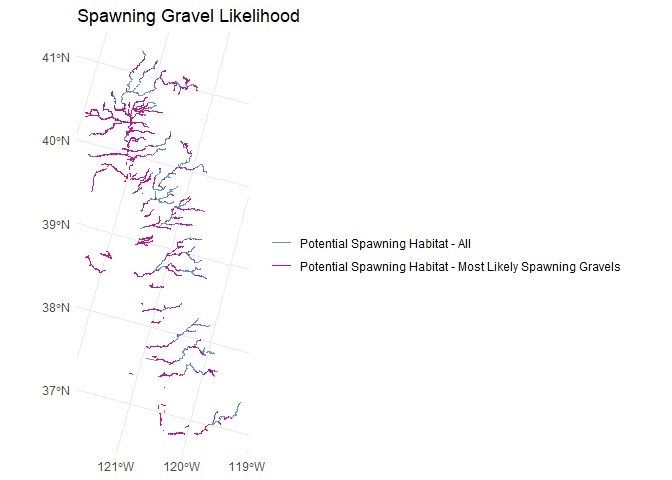 Spawning Gravel Likelihood
41°N
40°N
39°N
38°N
37°N
121°W
120°W
119°W
Potential Spawning Habitat - All
Potential Spawning Habitat - Most Likely Spawning Gravels